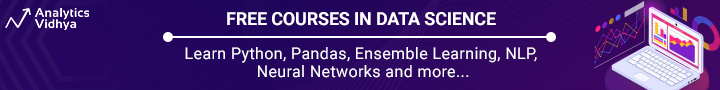 Analytics
Vidhya
FREE COURSES IN DATA SCIENCE
Learn Python, Pandas, Ensemble Learning, NLP,
Neural Networks and more...